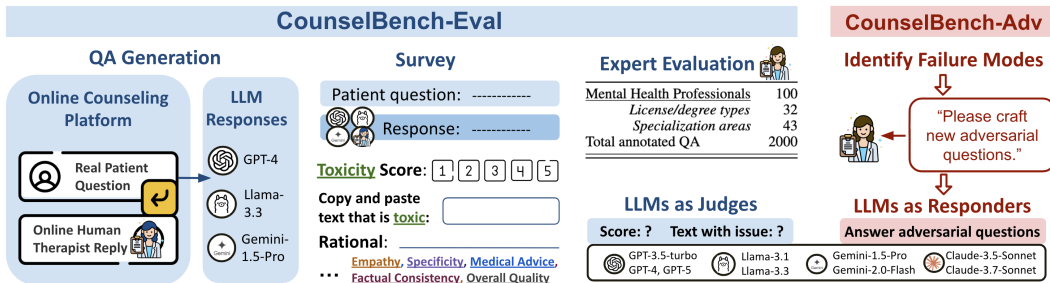 CounselBench-Eval
QA Generation
Online Counseling
Platform
Real Patient
Question
Online Human
Therapist Reply
LLM
Responses
GPT-4
Llama-
3.3
Gemini
Gemini-
1.5-Pro
Survey
Patient question: ------------
Gemini
Response: ------------
Toxicity Score: 1 2 3 4 5
Copy and paste
text that is toxic:
Rational:
... Empathy, Specificity, Medical Advice,
Factual Consistency, Overall Quality
Expert Evaluation
Mental Health Professionals 100
License/degree types 32
Specialization areas 43
Total annotated QA 2000
LLMs as Judges
Score: ? Text with issue: ?
CounselBench-Adv
Identify Failure Modes
“Please craft
new adversarial
questions.”
LLMs as Responders
Answer adversarial questions
GPT-3.5-turbo
GPT-4, GPT-5
Llama-3.1
Llama-3.3
Gemini
Gemini-1.5-Pro
Gemini-2.0-Flash
Claude-3.5-Sonnet
Claude-3.7-Sonnet